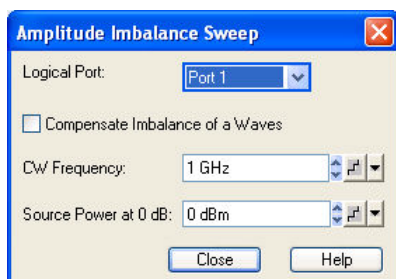 Amplitude Imbalance Sweep
Logical Port: Port 1
Compensate Imbalance of a Waves
CW Frequency: 1 GHz
Source Power at 0 dB: 0 dBm
Close Help